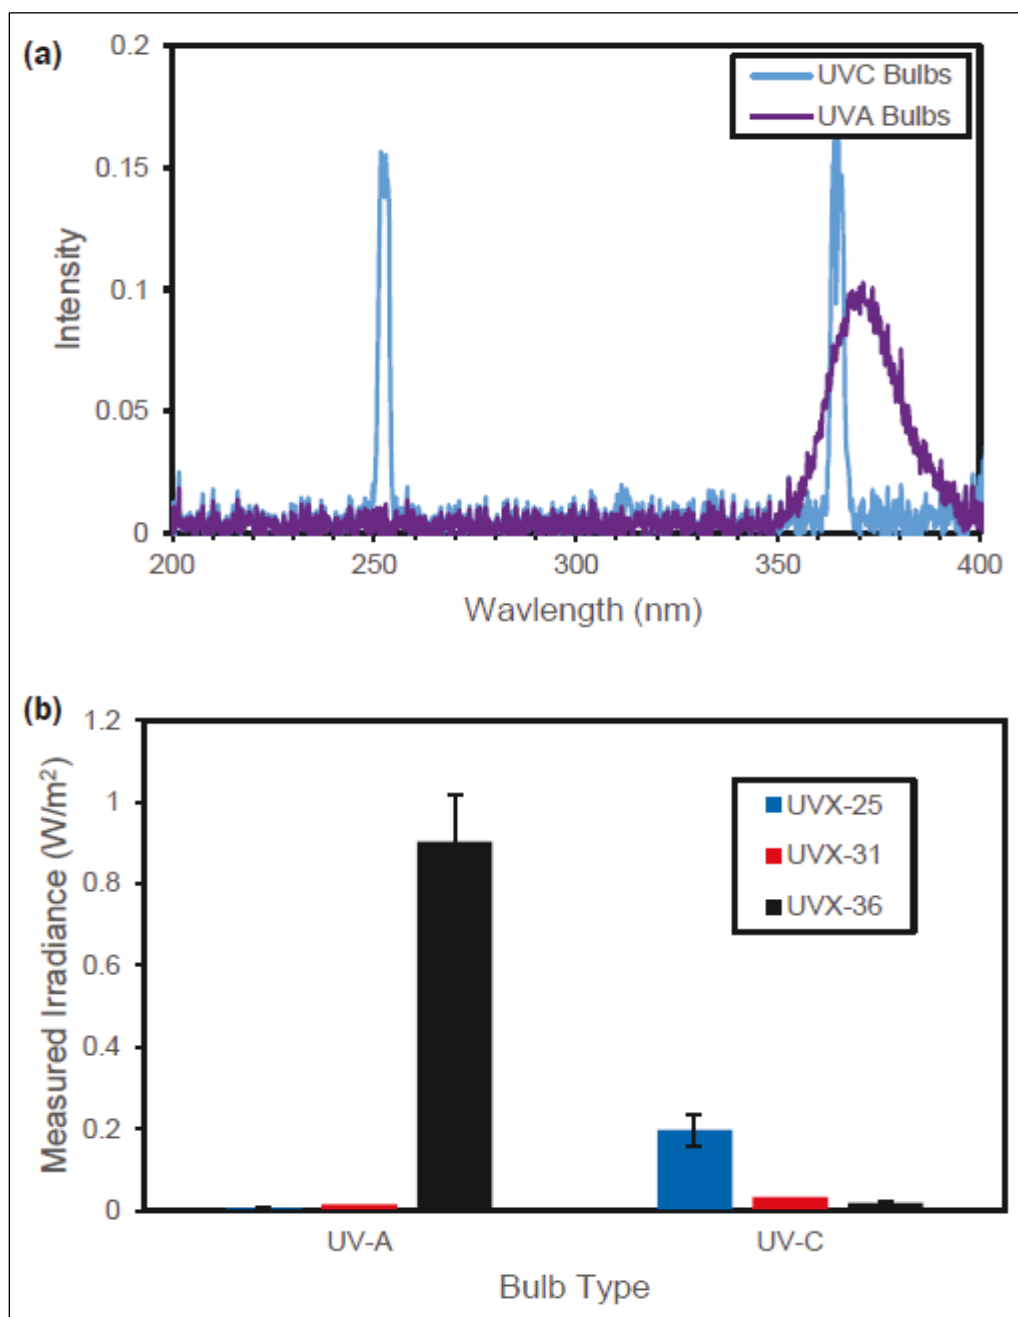 (a)
0.2
0.15
0.1
0.05
0
Intensity
UVC Bulbs
UVA Bulbs
200 250 300 350 400
Wavlength (nm)
(b)
1.2
1
0.8
0.6
0.4
0.2
0
Measured Irradiance (W/m²)
UVX-25
UVX-31
UVX-36
UV-A UV-C
Bulb Type